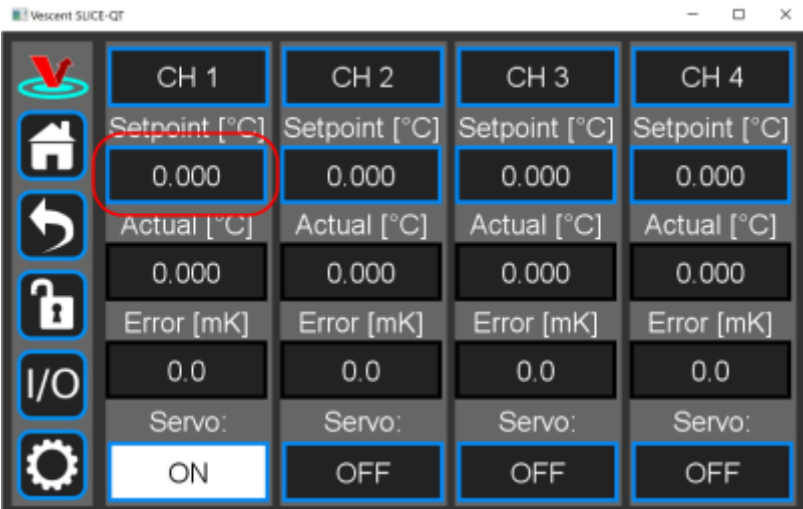 Vescent SLICE-QT
CH 1 CH 2 CH 3 CH 4
Setpoint [°C] Setpoint [°C] Setpoint [°C] Setpoint [°C]
0.000 0.000 0.000 0.000
Actual [°C] Actual [°C] Actual [°C] Actual [°C]
0.000 0.000 0.000 0.000
Error [mK] Error [mK] Error [mK] Error [mK]
I/O 0.0 0.0 0.0 0.0
Servo: Servo: Servo: Servo:
ON OFF OFF OFF